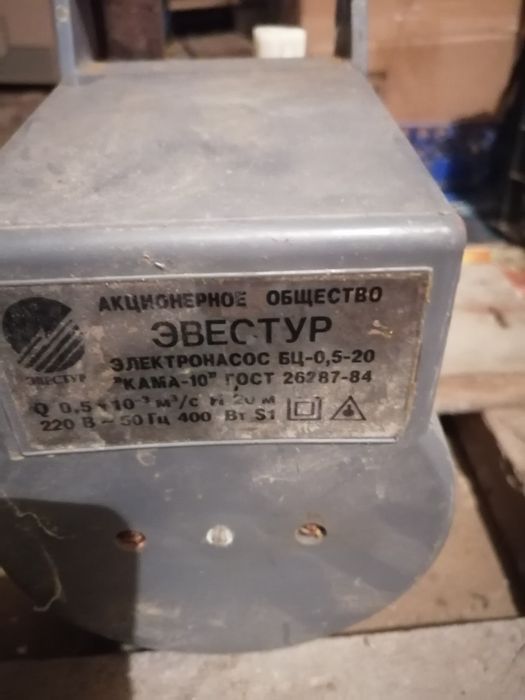 АКЦИОНЕРНОЕ ОБЩЕСТВО
ЭВЕСТУР
ЭВЕСТУР
ЭЛЕКТРОНАСОС БЦ-0,5-20
"КАМА-10" ГОСТ 26287-84
Q 0,5·10⁻³ м³/с H 20 м
220 В ~ 50 Гц 400 Вт S1